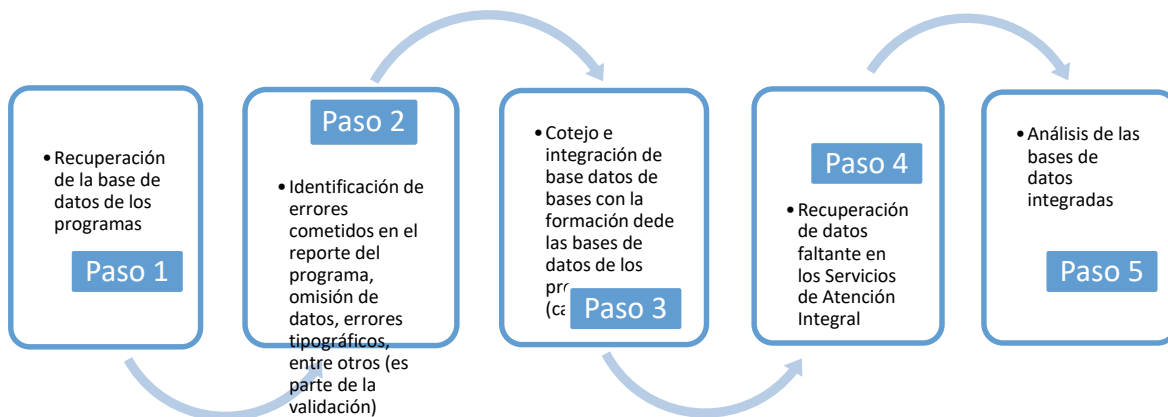 • Recuperación
de la base de
datos de los
programas
Paso 1
Paso 2
• Identificación de
errores
cometidos en el
reporte del
programa,
omisión de
datos, errores
tipográficos,
entre otros (es
parte de la
validación)
• Cotejo e
integración de
base datos de
bases con la
formación dede
las bases de
datos de los
Paso 3
Paso 4
• Recuperación
de datos
faltante en
los Servicios
de Atención
Integral
• Análisis de las
bases de
datos
integradas
Paso 5